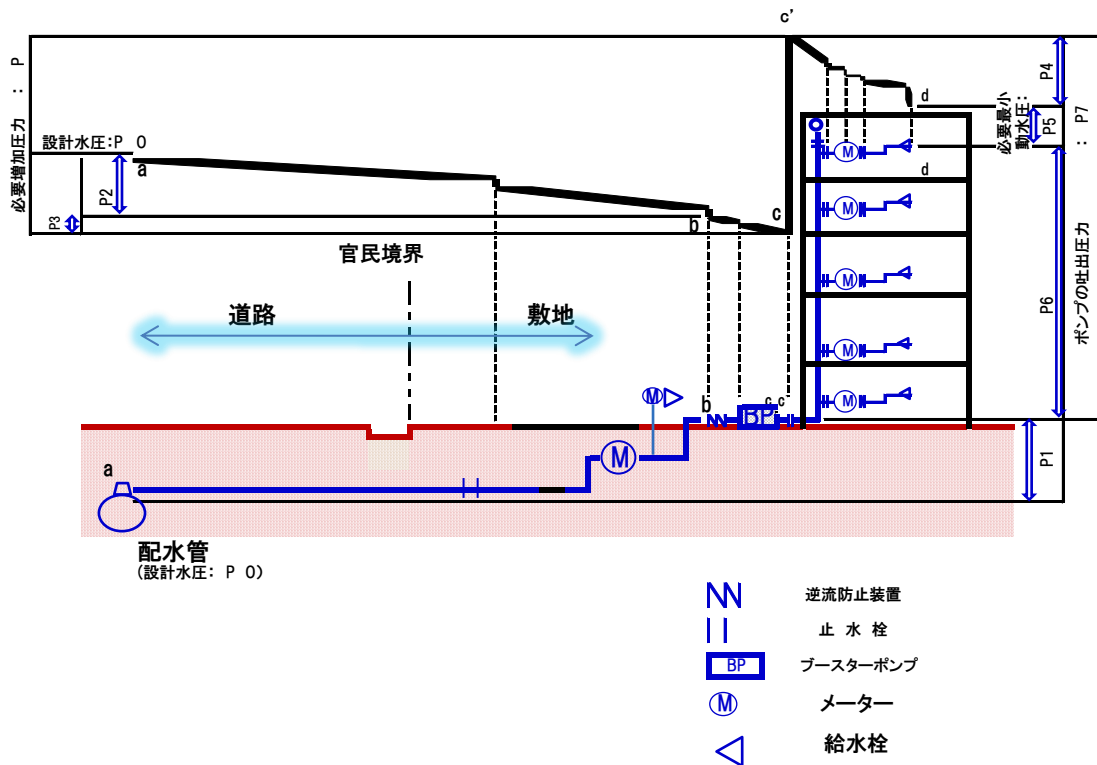 c'
必要増加圧力 : P
設計水圧:P 0
a
P2
P3
b
c
P4
d
必要最小
動水圧:
P5
: P7
ポンプの吐出圧力
P6
P1
M
d
M
M
M
M
官民境界
道路
敷地
M
b
BP
c c
M
a
配水管
(設計水圧: P 0)
逆流防止装置
止 水 栓
BP
ブースターポンプ
M
メーター
給水栓